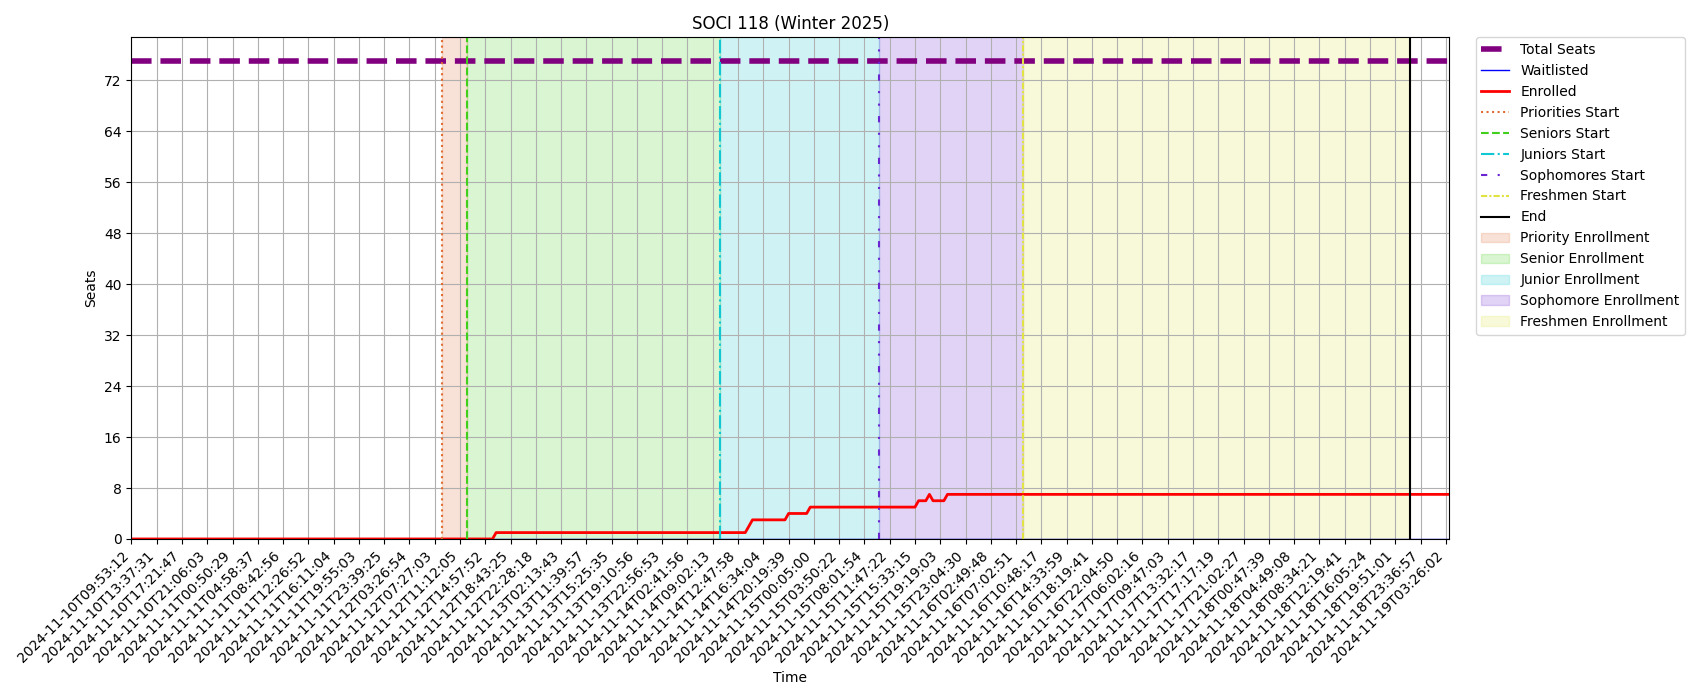 SOCI 118 (Winter 2025)
72
64
56
48
40
32
24
16
8
0
Seats
2024-11-10T09:53:12
2024-11-10T13:37:31
2024-11-10T17:21:47
2024-11-10T21:06:03
2024-11-11T00:50:29
2024-11-11T04:58:37
2024-11-11T08:42:56
2024-11-11T12:26:52
2024-11-11T16:11:04
2024-11-11T19:55:03
2024-11-11T23:39:25
2024-11-12T03:26:54
2024-11-12T07:27:03
2024-11-12T11:12:05
2024-11-12T14:57:52
2024-11-12T18:43:25
2024-11-12T22:28:18
2024-11-13T02:13:43
2024-11-13T11:39:57
2024-11-13T15:25:35
2024-11-13T19:10:56
2024-11-13T22:56:53
2024-11-14T02:41:56
2024-11-14T09:02:13
2024-11-14T12:47:58
2024-11-14T16:34:04
2024-11-14T20:19:39
2024-11-15T00:05:00
2024-11-15T03:50:22
2024-11-15T08:01:54
2024-11-15T11:47:22
2024-11-15T15:33:15
2024-11-15T19:19:03
2024-11-15T23:04:30
2024-11-16T02:49:48
2024-11-16T07:02:51
2024-11-16T10:48:17
2024-11-16T14:33:59
2024-11-16T18:19:41
2024-11-16T22:04:50
2024-11-17T06:02:16
2024-11-17T09:47:03
2024-11-17T13:32:17
2024-11-17T17:17:19
2024-11-17T21:02:27
2024-11-18T00:47:39
2024-11-18T04:49:08
2024-11-18T08:34:21
2024-11-18T12:19:41
2024-11-18T16:05:24
2024-11-18T19:51:01
2024-11-18T23:36:57
2024-11-19T03:26:02
Time
Total Seats
Waitlisted
Enrolled
Priorities Start
Seniors Start
Juniors Start
Sophomores Start
Freshmen Start
End
Priority Enrollment
Senior Enrollment
Junior Enrollment
Sophomore Enrollment
Freshmen Enrollment